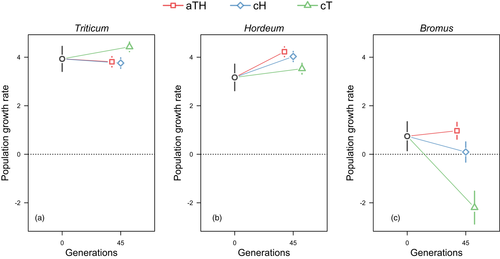 aTH cH cT
Triticum Hordeum Bromus
Population growth rate
4
2
0
-2
(a)
0 45
Generations
Population growth rate
4
2
0
-2
(b)
0 45
Generations
Population growth rate
4
2
0
-2
(c)
0 45
Generations